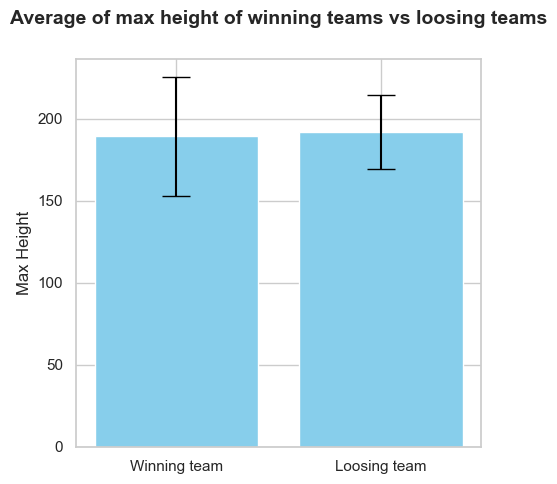 Average of max height of winning teams vs loosing teams
Max Height
200
150
100
50
0
Winning team
Loosing team